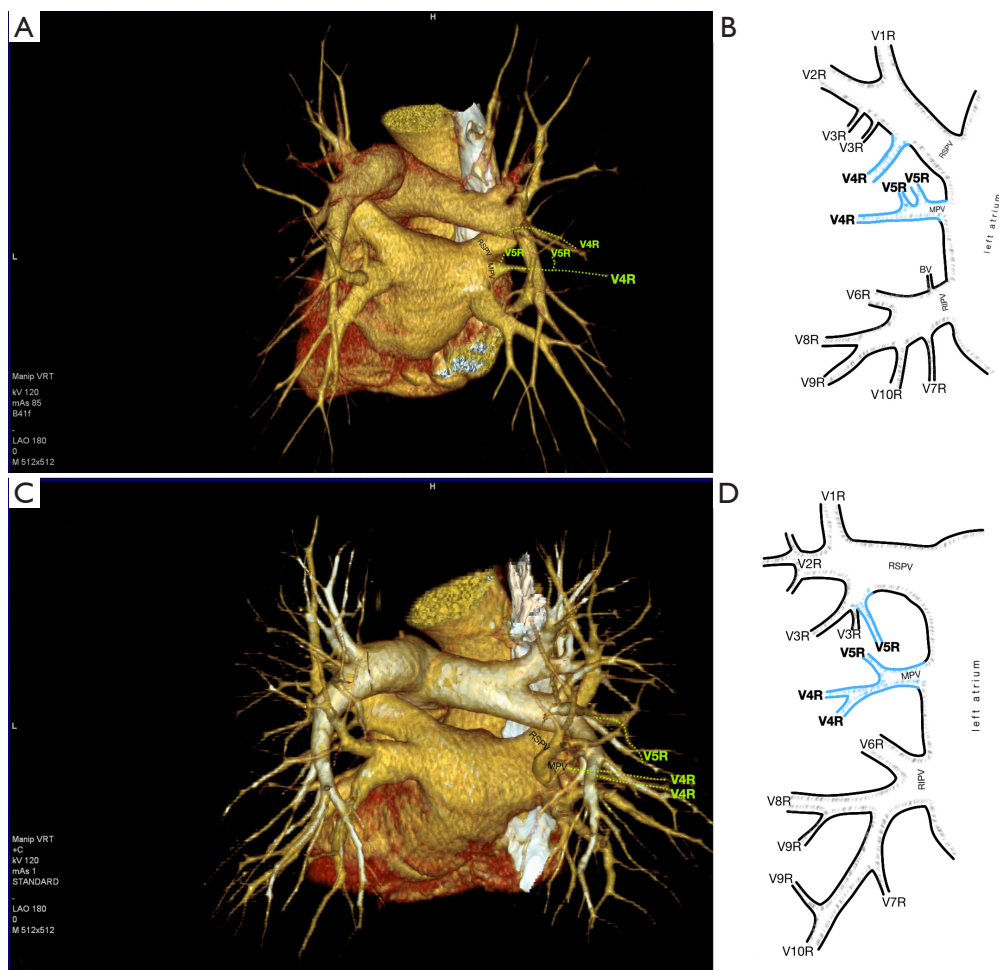 A
H
L
RSPV
MPV
V5R
V5R
V4R
V4R
Manip VRT
kV 120
mAs 85
B41f
-
LAO 180
0
M 512x512
B
V1R
V2R
V3R
V3R
RSPV
V4R
V5R
V5R
V4R
MPV
left atrium
BV
V6R
RIPV
V8R
V9R
V10R
V7R
C
H
L
RSPV
MPV
V5R
V4R
V4R
Manip VRT
+C
kV 120
mAs 1
STANDARD
-
LAO 180
0
M 512x512
D
V1R
V2R
RSPV
V3R
V3R
V5R
V5R
MPV
V4R
V4R
left atrium
V6R
RIPV
V8R
V9R
V9R
V7R
V10R